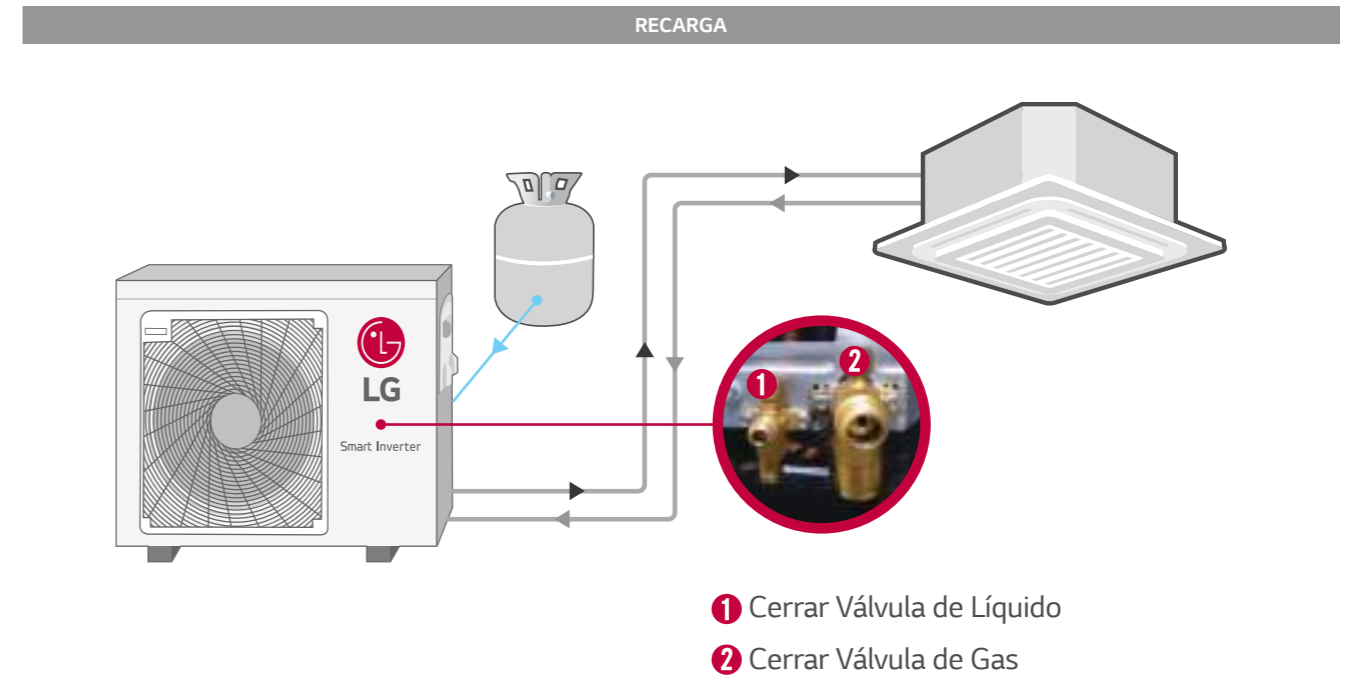 RECARGA
LG
Smart Inverter
1
2
1 Cerrar Válvula de Líquido
2 Cerrar Válvula de Gas